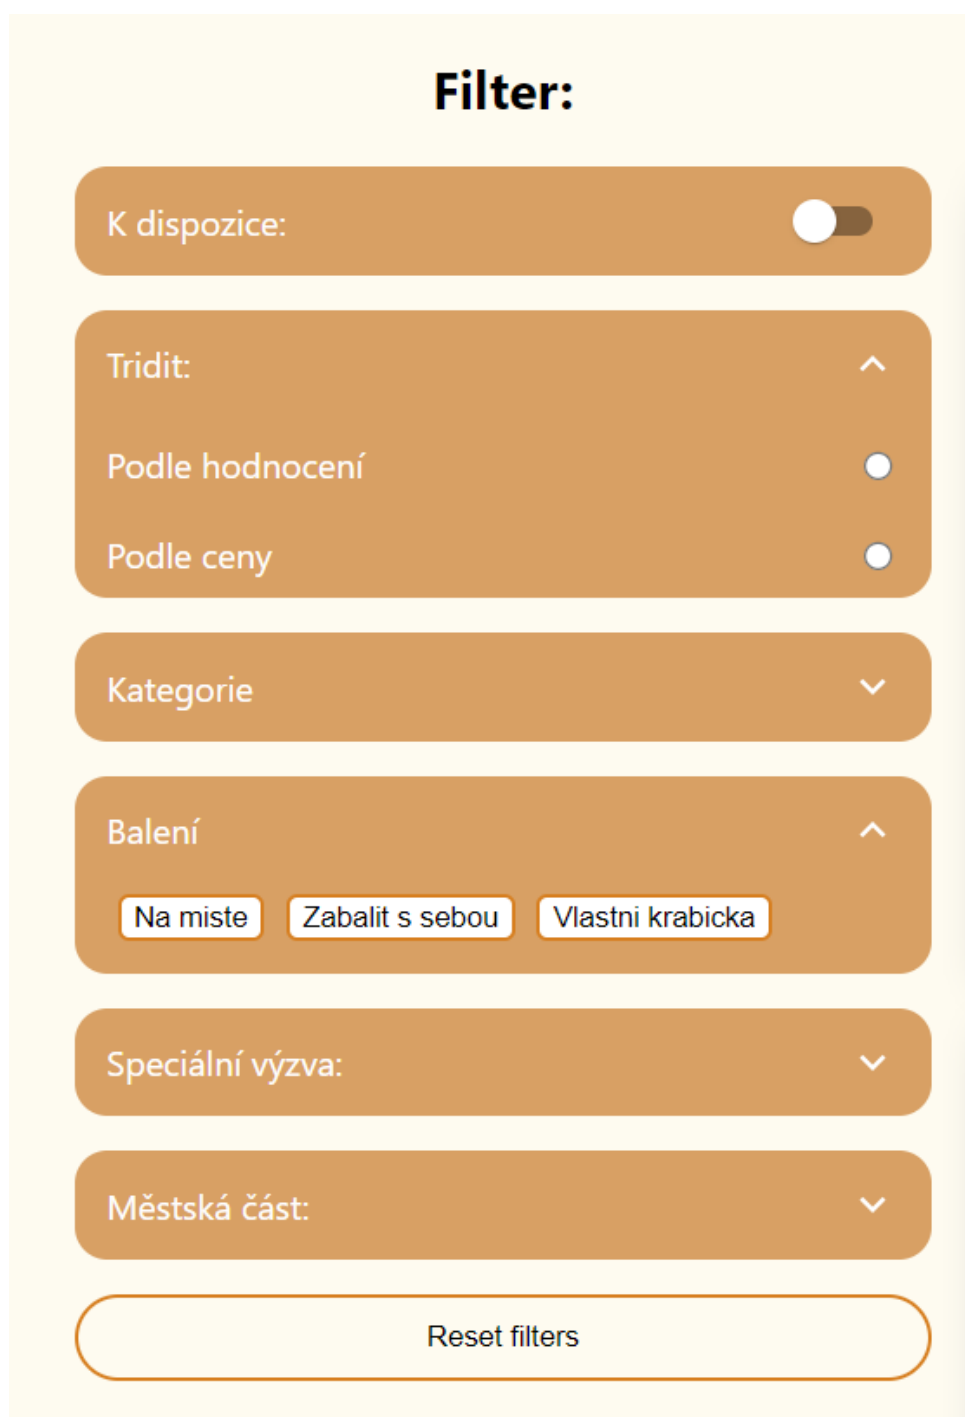 Filter:
K dispozice:
Tridit:
Podle hodnocení
Podle ceny
Kategorie
Balení
Na miste Zabalit s sebou Vlastni krabicka
Speciální výzva:
Městská část:
Reset filters